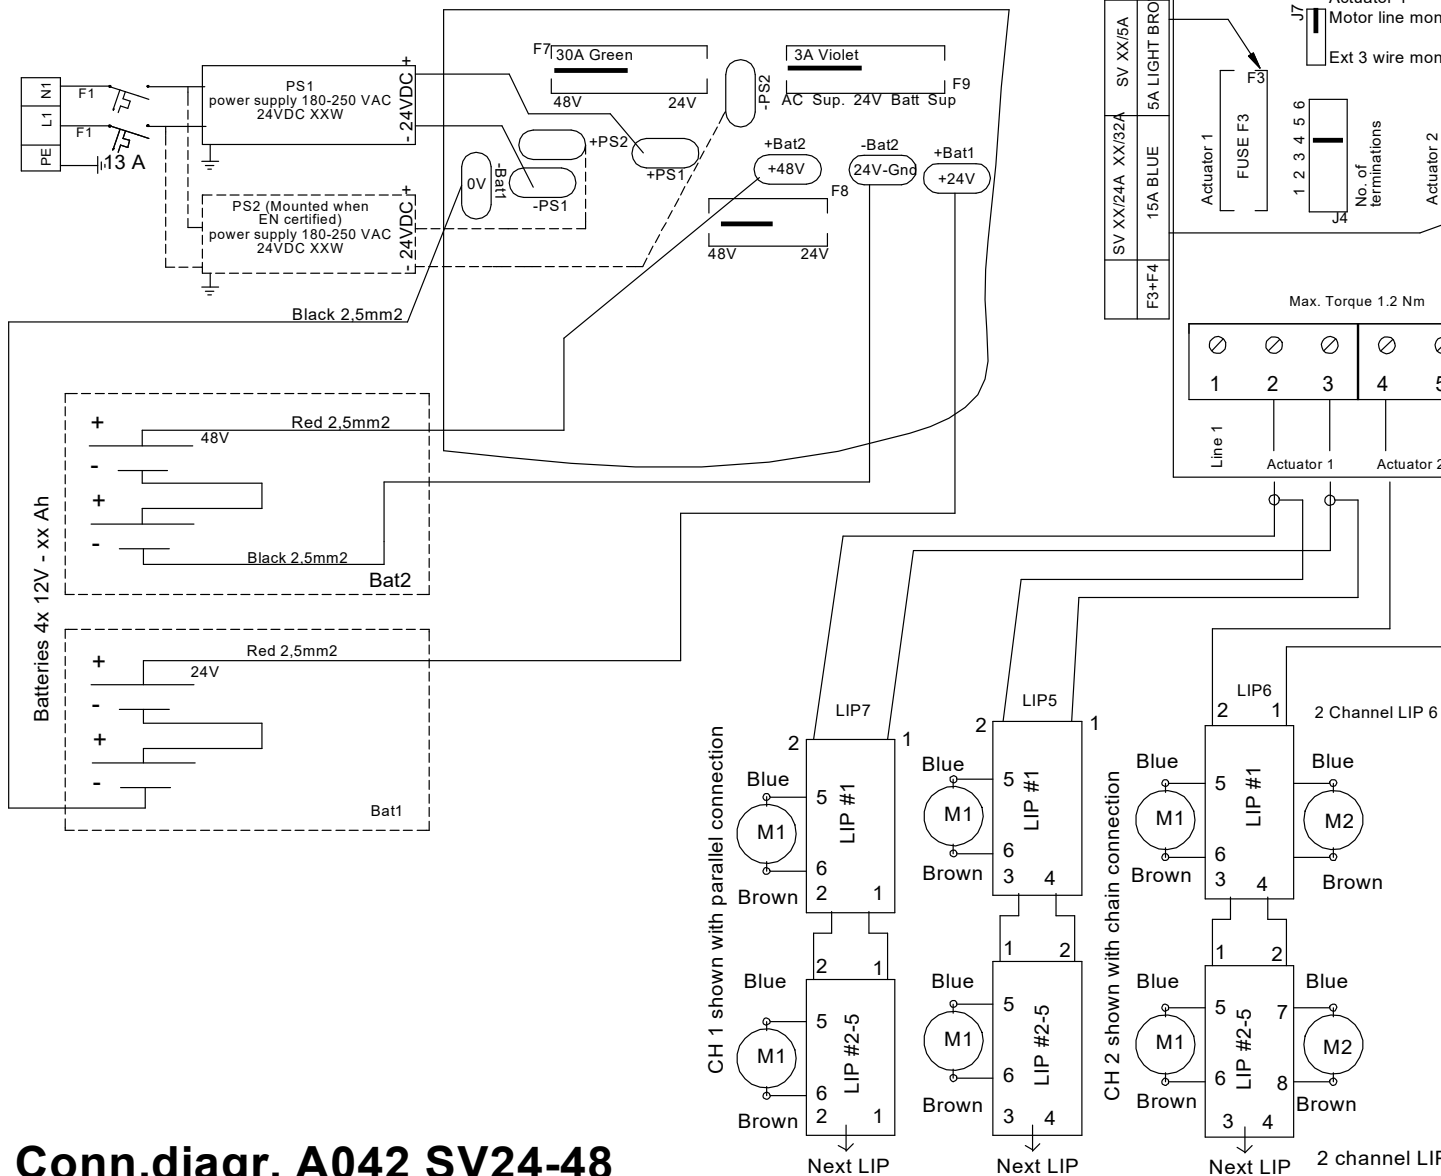 N1
L1
PE
F1
F1
13 A
PS1
power supply 180-250 VAC
24VDC XXW
- 24VDC +
PS2 (Mounted when
EN certified)
power supply 180-250 VAC
24VDC XXW
- 24VDC +
F7
30A Green
48V
24V
3A Violet
F9
AC Sup. 24V Batt Sup
-PS2
+PS2
+PS1
-PS1
0V
-Bat1
+Bat2
+48V
-Bat2
24V-Gnd
+Bat1
+24V
F8
48V
24V
Black 2,5mm2
Batteries 4x 12V - xx Ah
+
Red 2,5mm2
48V
-
+
-
Black 2,5mm2
Bat2
+
Red 2,5mm2
24V
-
+
-
Bat1
SV XX/5A
5A LIGHT BRO
SV XX/24A XX/32A
15A BLUE
F3+F4
J7
Motor line mon
Ext 3 wire mon
Actuator 1
F3
FUSE F3
1 2 3 4 5 6
J4
No. of
terminations
Actuator 2
Max. Torque 1.2 Nm
1
2
3
4
5
Line 1
Actuator 1
Actuator 2
CH 1 shown with parallel connection
LIP7
2
1
Blue
5
M1
LIP #1
6
Brown
2
1
2
1
Blue
5
M1
LIP #2-5
6
Brown
2
1
Next LIP
LIP5
2
1
Blue
5
M1
LIP #1
6
Brown
3
4
1
2
Blue
5
M1
LIP #2-5
6
Brown
3
4
Next LIP
CH 2 shown with chain connection
LIP6
2
1
2 Channel LIP 6
Blue
Blue
5
M1
LIP #1
M2
6
Brown
Brown
3
4
1
2
Blue
Blue
5
7
M1
LIP #2-5
M2
6
8
Brown
Brown
3
4
Next LIP
2 channel LIP
Conn.diagr. A042 SV24-48